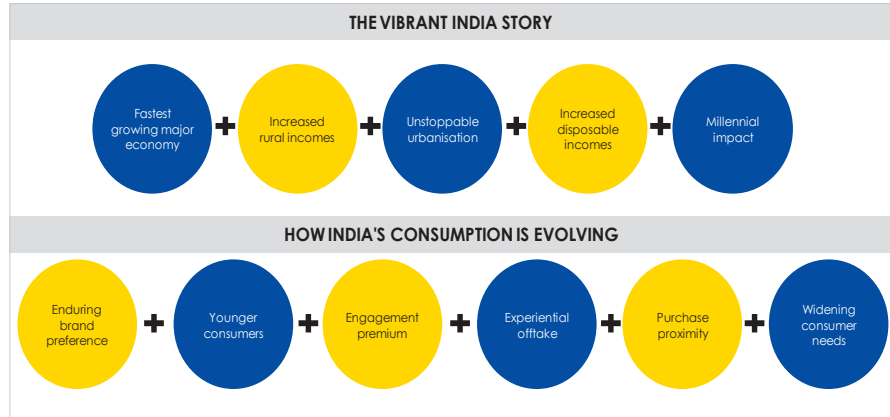 THE VIBRANT INDIA STORY
Fastest
growing major
economy
+
Increased
rural incomes
+
Unstoppable
urbanisation
+
Increased
disposable
incomes
+
Millennial
impact
HOW INDIA'S CONSUMPTION IS EVOLVING
Enduring
brand
preference
+
Younger
consumers
+
Engagement
premium
+
Experiential
offtake
+
Purchase
proximity
+
Widening
consumer
needs